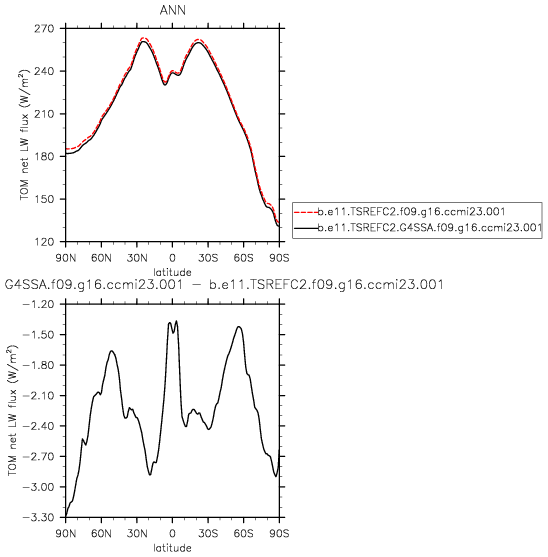 ANN
270
240
210
180
150
120
TOM net LW flux (W/m²)
90N 60N 30N 0 30S 60S 90S
latitude
b.e11.TSREFC2.f09.g16.ccmi23.001
b.e11.TSREFC2.G4SSA.f09.g16.ccmi23.001
G4SSA.f09.g16.ccmi23.001 − b.e11.TSREFC2.f09.g16.ccmi23.001
−1.20
−1.50
−1.80
−2.10
−2.40
−2.70
−3.00
−3.30
TOM net LW flux (W/m²)
90N 60N 30N 0 30S 60S 90S
latitude